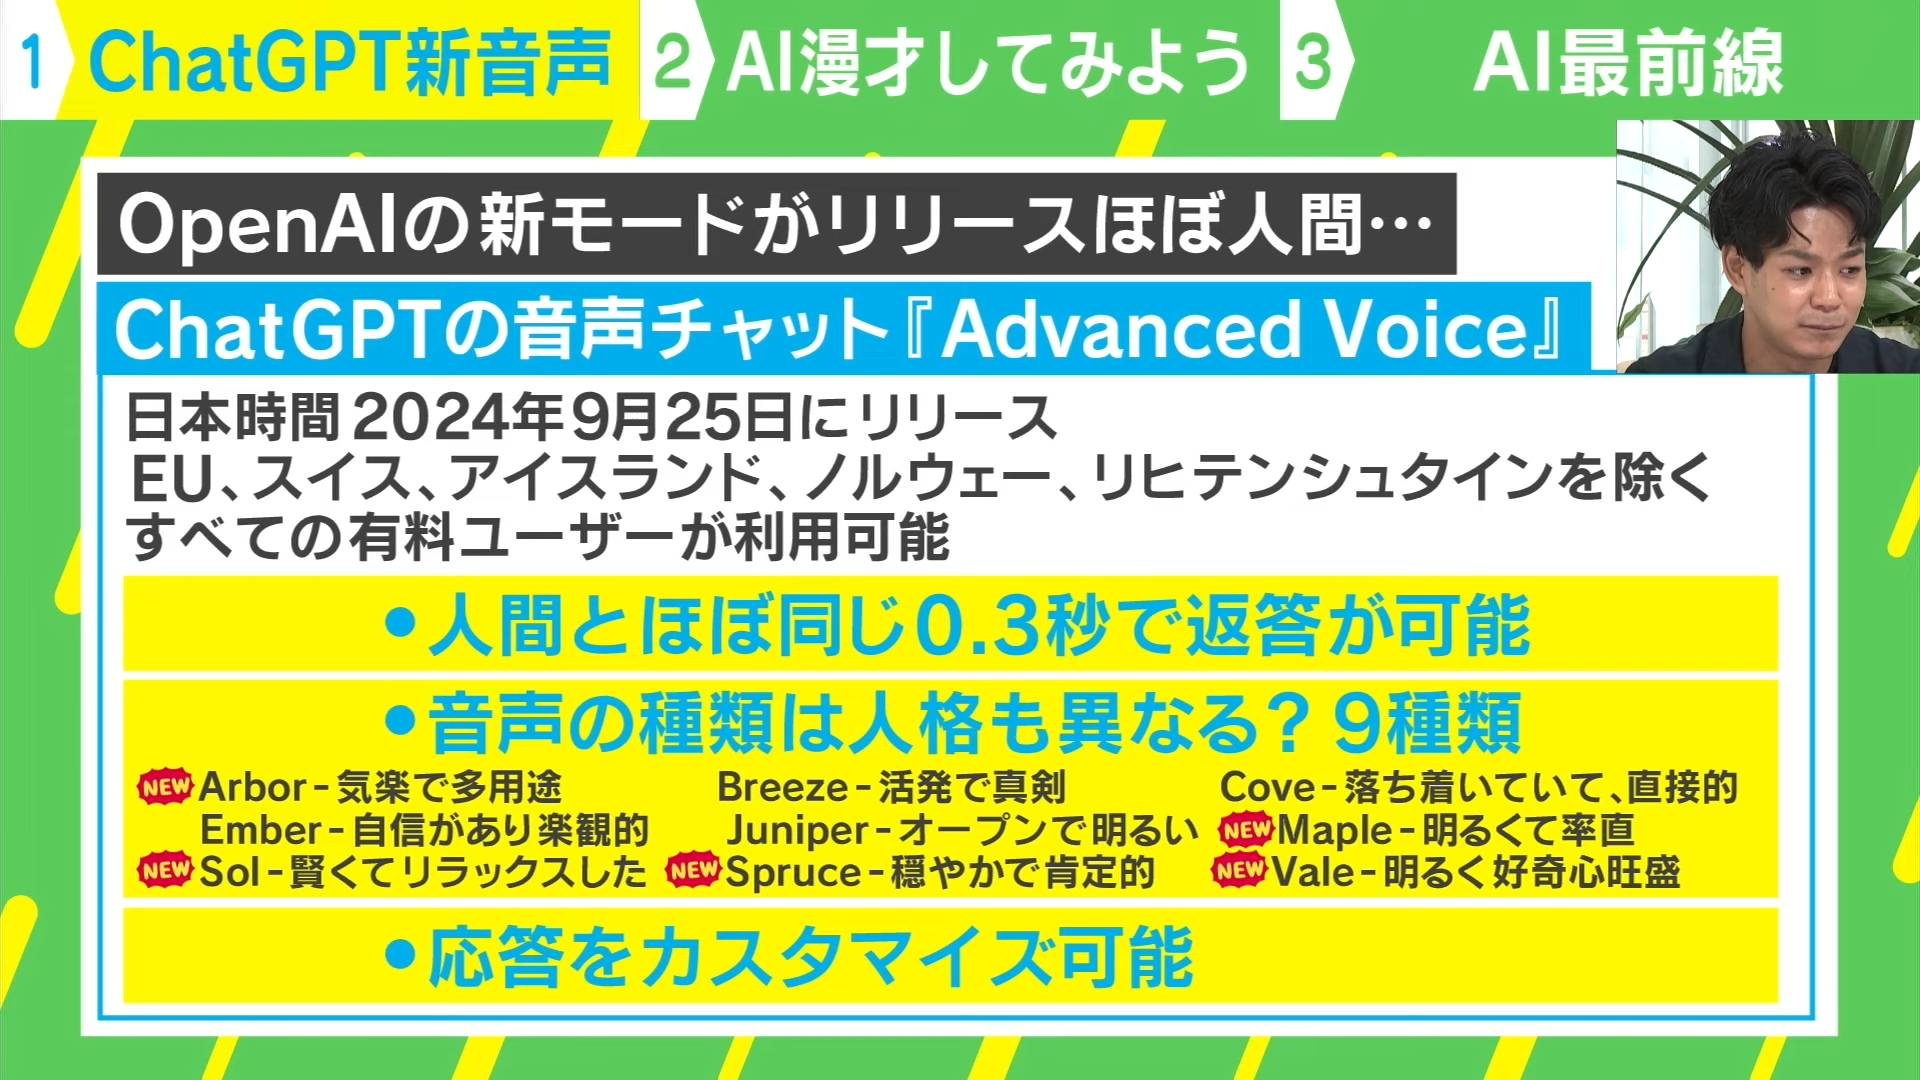 1 ChatGPT新音声 2 AI漫才してみよう 3 AI最前線
OpenAIの新モードがリリースほぼ人間…
ChatGPTの音声チャット『Advanced Voice』
日本時間2024年9月25日にリリース
EU、スイス、アイスランド、ノルウェー、リヒテンシュタインを除く
すべての有料ユーザーが利用可能
●人間とほぼ同じ0.3秒で返答が可能
●音声の種類は人格も異なる?9種類
NEW Arbor-気楽で多用途 Breeze-活発で真剣 Cove-落ち着いていて、直接的
Ember-自信があり楽観的 Juniper-オープンで明るい NEW Maple-明るくて率直
NEW Sol-賢くてリラックスした NEW Spruce-穏やかで肯定的 NEW Vale-明るく好奇心旺盛
●応答をカスタマイズ可能